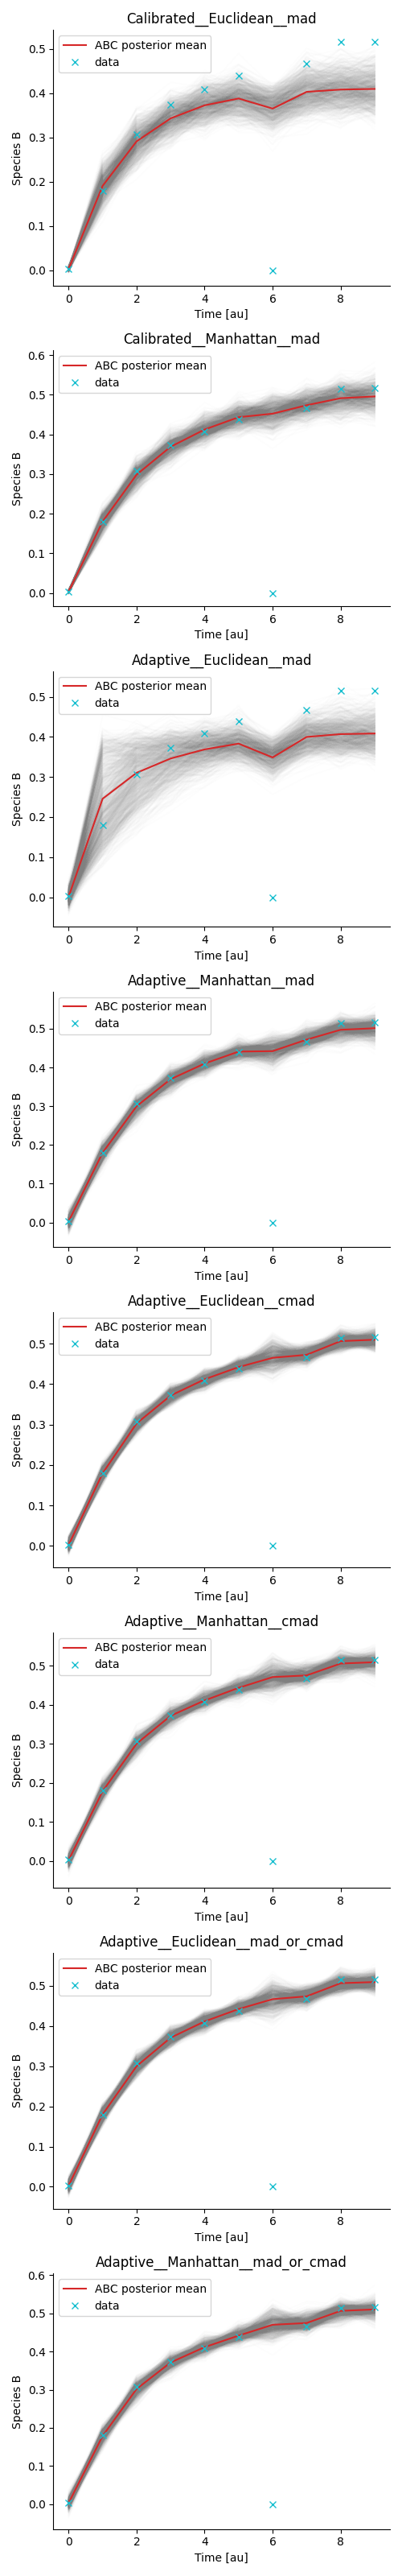 Calibrated__Euclidean__mad
ABC posterior mean
data
0.5
0.4
0.3
0.2
0.1
0.0
Species B
0 2 4 6 8
Time [au]
Calibrated__Manhattan__mad
ABC posterior mean
data
0.6
0.5
0.4
0.3
0.2
0.1
0.0
Species B
0 2 4 6 8
Time [au]
Adaptive__Euclidean__mad
ABC posterior mean
data
0.5
0.4
0.3
0.2
0.1
0.0
Species B
0 2 4 6 8
Time [au]
Adaptive__Manhattan__mad
ABC posterior mean
data
0.5
0.4
0.3
0.2
0.1
0.0
Species B
0 2 4 6 8
Time [au]
Adaptive__Euclidean__cmad
ABC posterior mean
data
0.5
0.4
0.3
0.2
0.1
0.0
Species B
0 2 4 6 8
Time [au]
Adaptive__Manhattan__cmad
ABC posterior mean
data
0.5
0.4
0.3
0.2
0.1
0.0
Species B
0 2 4 6 8
Time [au]
Adaptive__Euclidean__mad_or_cmad
ABC posterior mean
data
0.5
0.4
0.3
0.2
0.1
0.0
Species B
0 2 4 6 8
Time [au]
Adaptive__Manhattan__mad_or_cmad
ABC posterior mean
data
0.6
0.5
0.4
0.3
0.2
0.1
0.0
Species B
0 2 4 6 8
Time [au]